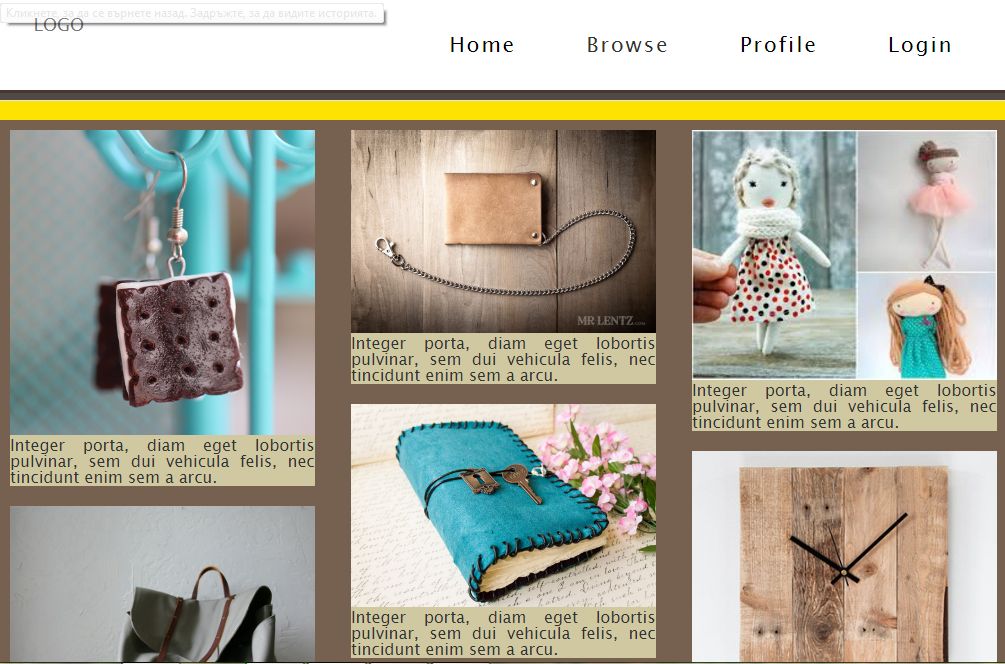 Кликнете, за да се върнете назад. Задръжте, за да видите историята.
LOGO
Home
Browse
Profile
Login
MR LENTZ.COM
Integer porta, diam eget lobortis
pulvinar, sem dui vehicula felis, nec
tincidunt enim sem a arcu.
Integer porta, diam eget lobortis
pulvinar, sem dui vehicula felis, nec
tincidunt enim sem a arcu.
Integer porta, diam eget lobortis
pulvinar, sem dui vehicula felis, nec
tincidunt enim sem a arcu.
Integer porta, diam eget lobortis
pulvinar, sem dui vehicula felis, nec
tincidunt enim sem a arcu.